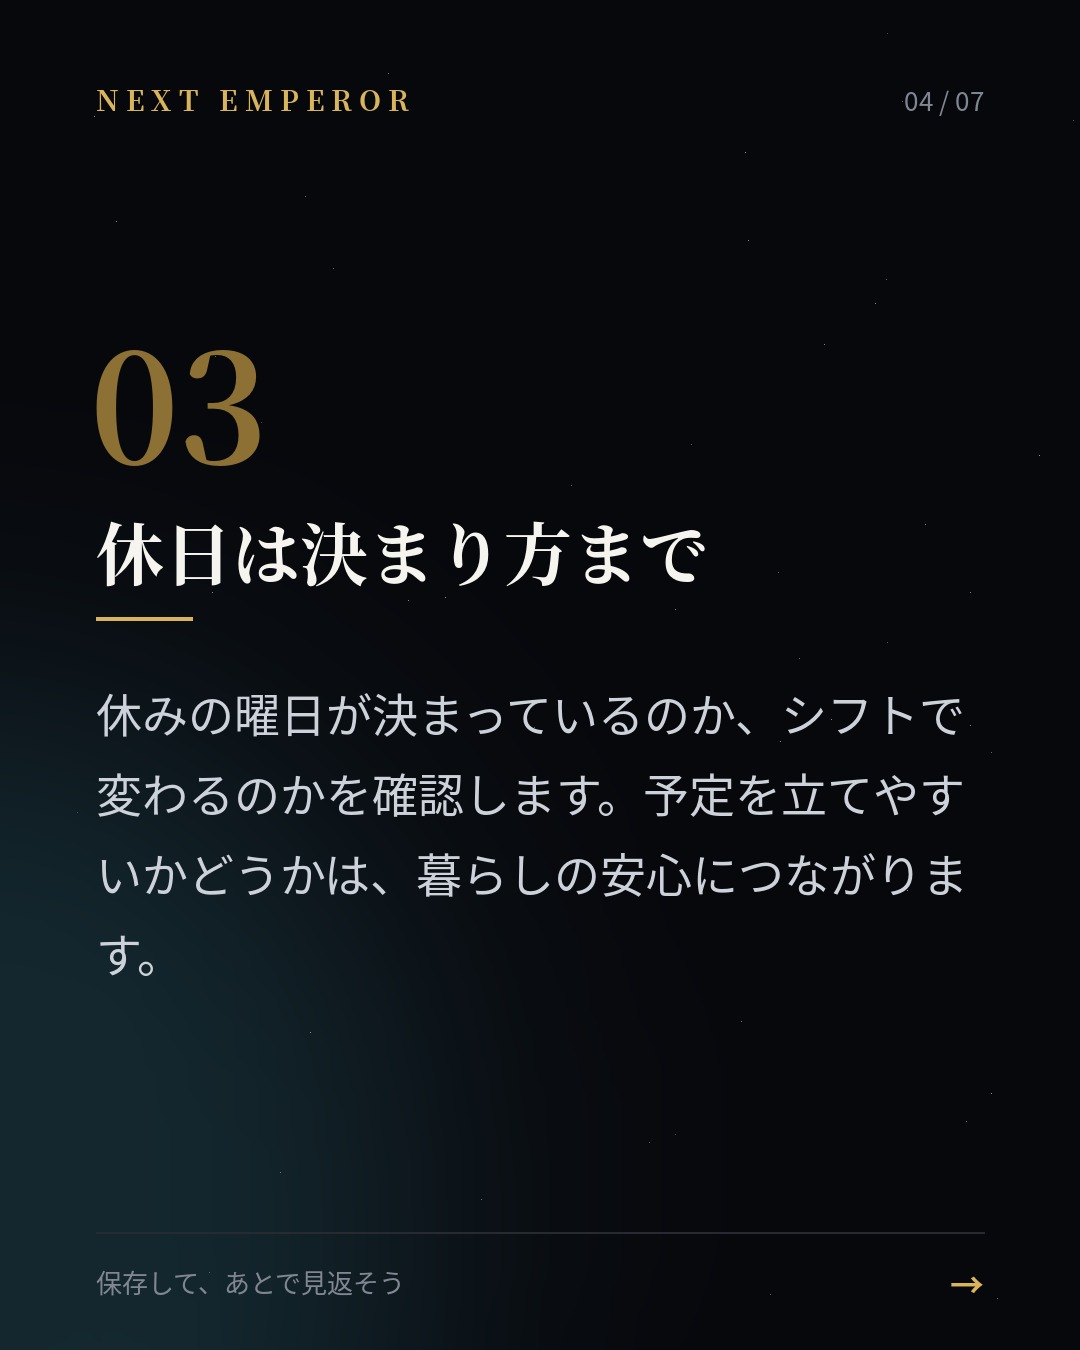 NEXT EMPEROR
04 / 07
03
休日は決まり方まで
休みの曜日が決まっているのか、シフトで
変わるのかを確認します。予定を立てやす
いかどうかは、暮らしの安心につながりま
す。
保存して、あとで見返そう
→